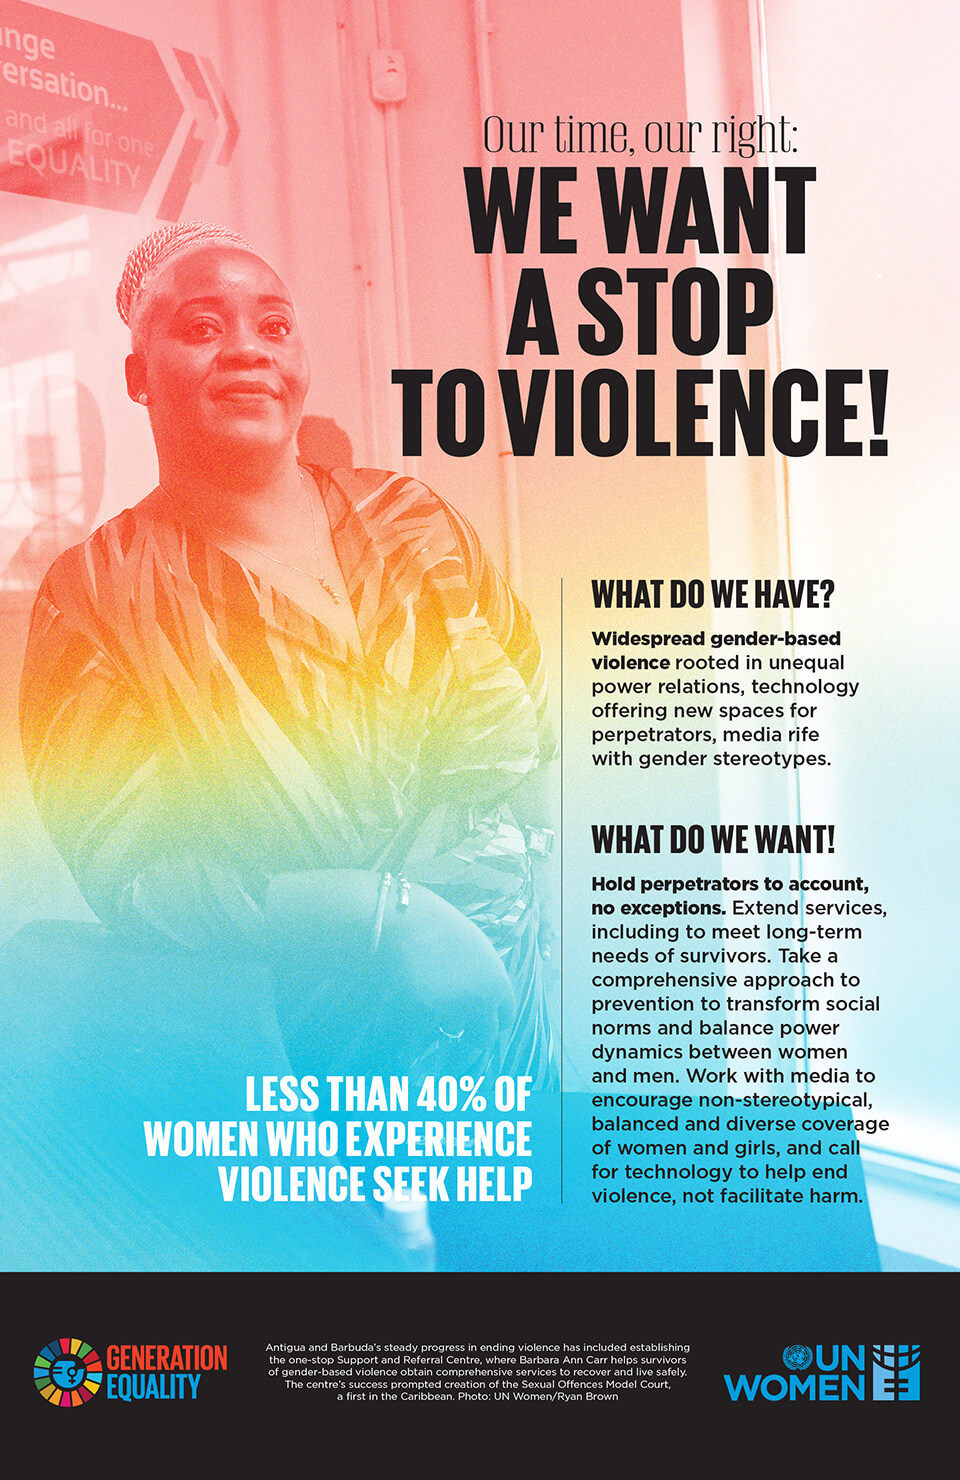 nge
ersation...
and all for one
EQUALITY
Our time, our right:
WE WANT
A STOP
TO VIOLENCE!
WHAT DO WE HAVE?
Widespread gender-based
violence rooted in unequal
power relations, technology
offering new spaces for
perpetrators, media rife
with gender stereotypes.
WHAT DO WE WANT!
Hold perpetrators to account,
no exceptions. Extend services,
including to meet long-term
needs of survivors. Take a
comprehensive approach to
prevention to transform social
norms and balance power
dynamics between women
and men. Work with media to
encourage non-stereotypical,
balanced and diverse coverage
of women and girls, and call
for technology to help end
violence, not facilitate harm.
LESS THAN 40% OF
WOMEN WHO EXPERIENCE
VIOLENCE SEEK HELP
GENERATION
EQUALITY
Antigua and Barbuda's steady progress in ending violence has included establishing
the one-stop Support and Referral Centre, where Barbara Ann Carr helps survivors
of gender-based violence obtain comprehensive services to recover and live safely.
The centre's success prompted creation of the Sexual Offences Model Court,
a first in the Caribbean. Photo: UN Women/Ryan Brown
UN
WOMEN